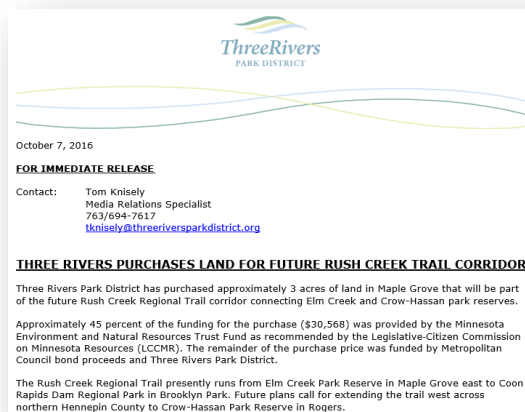 ThreeRivers
PARK DISTRICT
October 7, 2016
FOR IMMEDIATE RELEASE
Contact: Tom Knisely
Media Relations Specialist
763/694-7617
tknisely@threeriversparkdistrict.org
THREE RIVERS PURCHASES LAND FOR FUTURE RUSH CREEK TRAIL CORRIDOR
Three Rivers Park District has purchased approximately 3 acres of land in Maple Grove that will be part
of the future Rush Creek Regional Trail corridor connecting Elm Creek and Crow-Hassan park reserves.
Approximately 45 percent of the funding for the purchase ($30,568) was provided by the Minnesota
Environment and Natural Resources Trust Fund as recommended by the Legislative-Citizen Commission
on Minnesota Resources (LCCMR). The remainder of the purchase price was funded by Metropolitan
Council bond proceeds and Three Rivers Park District.
The Rush Creek Regional Trail presently runs from Elm Creek Park Reserve in Maple Grove east to Coon
Rapids Dam Regional Park in Brooklyn Park. Future plans call for extending the trail west across
northern Hennepin County to Crow-Hassan Park Reserve in Rogers.